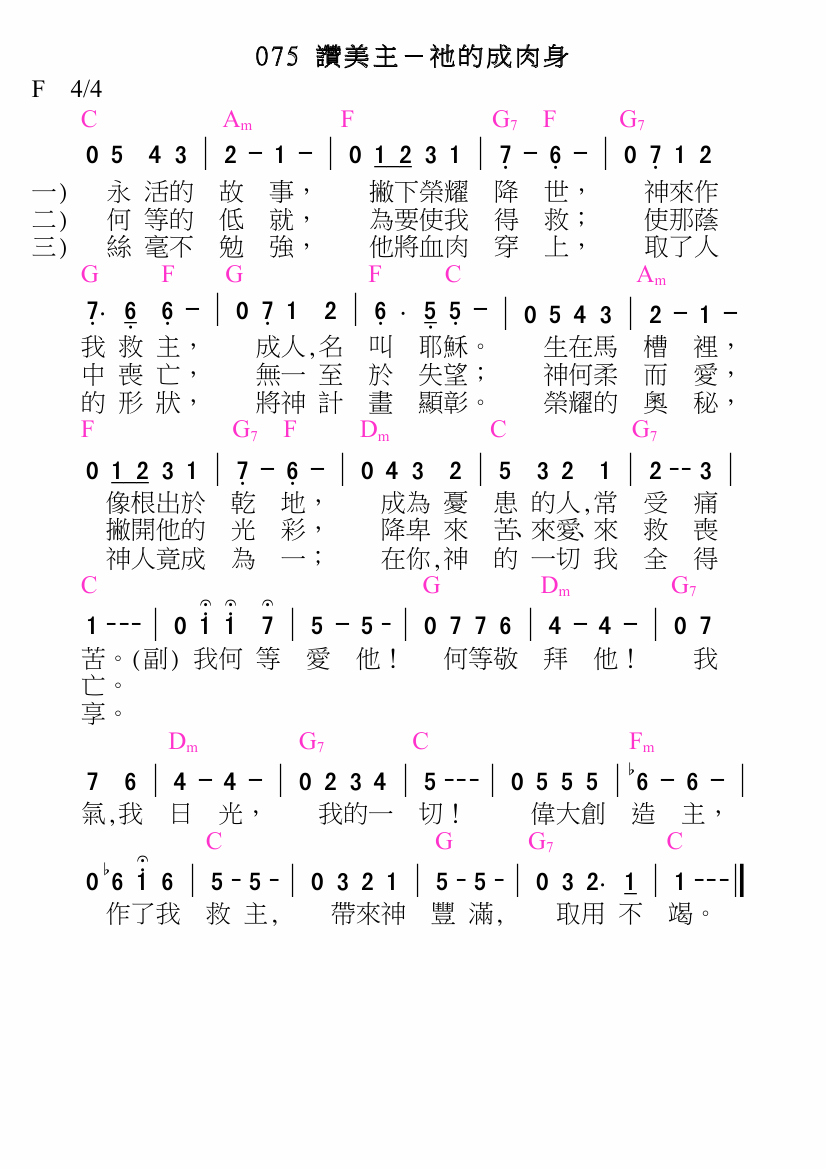 075 讚美主－祂的成肉身
F 4/4
C Am F G7 F G7
0 5 4 3 | 2 － 1 － | 0 1 2 3 1 | 7 － 6 － | 0 7 1 2
一) 永 活的 故 事， 撇下榮耀 降 世， 神來作
二) 何 等的 低 就， 為要使我 得 救； 使那蔭
三) 絲 毫不 勉 強， 他將血肉 穿 上， 取了人
G F G F C Am
7. 6 6 － | 0 7 1 2 | 6 . 5 5 － | 0 5 4 3 | 2 － 1 －
我 救 主， 成人,名 叫 耶穌。 生在馬 槽 裡，
中 喪 亡， 無一 至 於 失望； 神何柔 而 愛，
的 形 狀， 將神 計 畫 顯彰。 榮耀的 奧 秘，
F G7 F Dm C G7
0 1 2 3 1 | 7 － 6 － | 0 4 3 2 | 5 3 2 1 | 2 -- 3 |
像根出於 乾 地， 成為 憂 患 的人,常 受 痛
撇開他的 光 彩， 降卑 來 苦、來愛、來 救 喪
神人竟成 為 一； 在你,神 的 一切 我 全 得
C G Dm G7
1 --- | 0 1 1 7 | 5 － 5 - | 0 7 7 6 | 4 － 4 － | 0 7
苦。(副) 我何 等 愛 他！ 何等敬 拜 他！ 我
亡。
享。
Dm G7 C Fm
7 6 | 4 － 4 － | 0 2 3 4 | 5 --- | 0 5 5 5 | ♭6 － 6 － |
氣,我 日 光， 我的一 切！ 偉大創 造 主，
C G G7 C
0 ♭6 1 6 | 5 - 5 - | 0 3 2 1 | 5 - 5 - | 0 3 2. 1 | 1 --- ‖
作了我 救 主, 帶來神 豐 滿, 取用 不 竭。